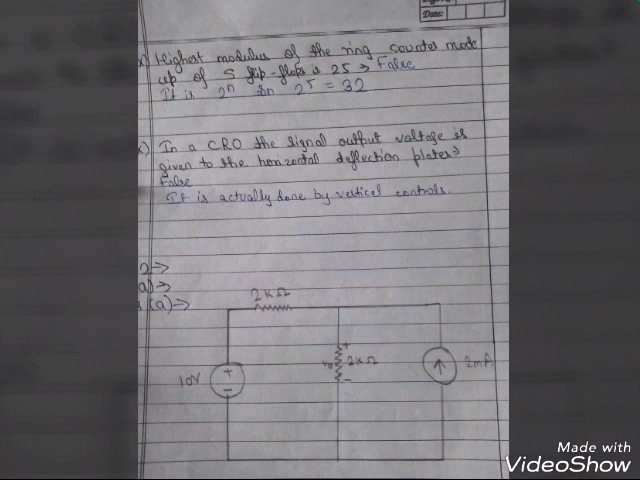 Date:
x) Highest modulus of the ring counter made
up of 5 flip-flops is 25 → False
It is 2ⁿ so 2⁵ = 32
x) In a CRO the signal output voltage is
given to the horizontal deflection plates→
False
It is actually done by vertical controls.
2→
a)→
(a)→
2KΩ
+
2KΩ
-
10V
+
-
2mA
Made with
VideoShow